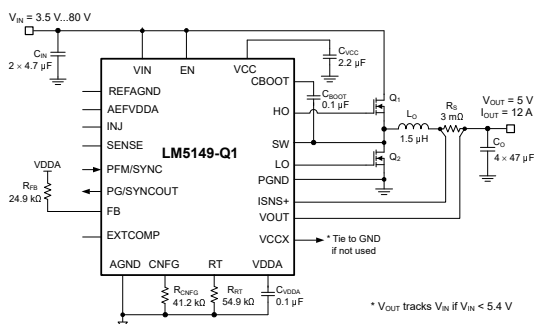 V_IN = 3.5 V...80 V
C_IN
2 × 4.7 μF
VIN
EN
VCC
C_VCC
2.2 μF
CBOOT
C_BOOT
0.1 μF
Q₁
REFAGND
AEFVDDA
INJ
SENSE
HO
L_O
1.5 μH
R_S
3 mΩ
V_OUT = 5 V
I_OUT = 12 A
SW
LM5149-Q1
VDDA
PFM/SYNC
LO
Q₂
C_O
4 × 47 μF
R_FB
24.9 kΩ
PG/SYNCOUT
PGND
FB
ISNS+
VOUT
EXTCOMP
VCCX
* Tie to GND
if not used
AGND
CNFG
RT
VDDA
R_CNFG
41.2 kΩ
R_RT
54.9 kΩ
C_VDDA
0.1 μF
* V_OUT tracks V_IN if V_IN < 5.4 V